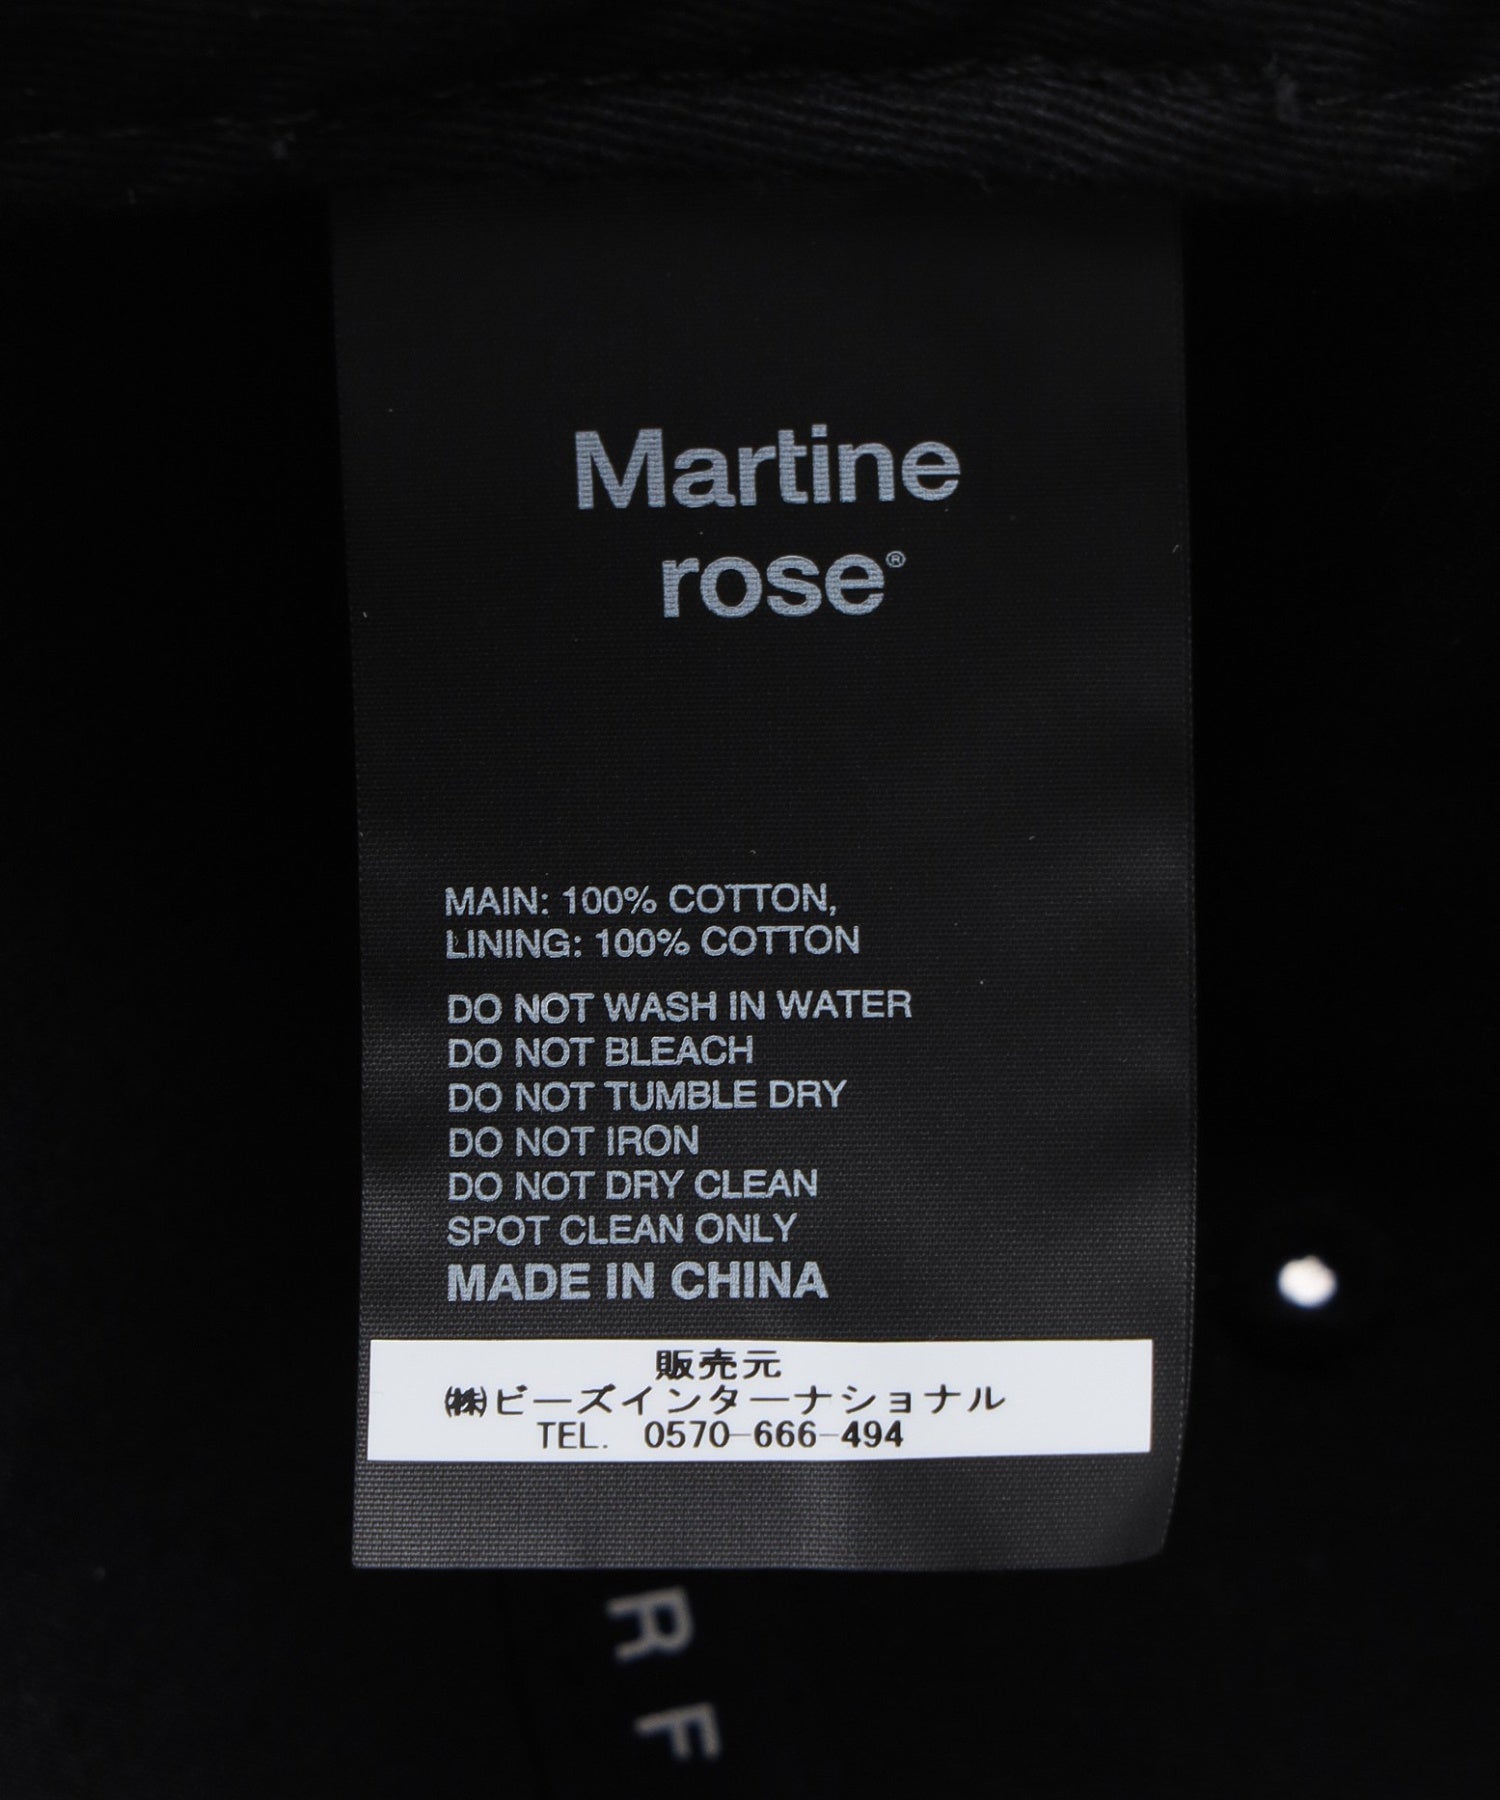 Martine
rose®
MAIN: 100% COTTON,
LINING: 100% COTTON
DO NOT WASH IN WATER
DO NOT BLEACH
DO NOT TUMBLE DRY
DO NOT IRON
DO NOT DRY CLEAN
SPOT CLEAN ONLY
MADE IN CHINA
販売元
㈱ビーズインターナショナル
TEL. 0570-666-494
R F